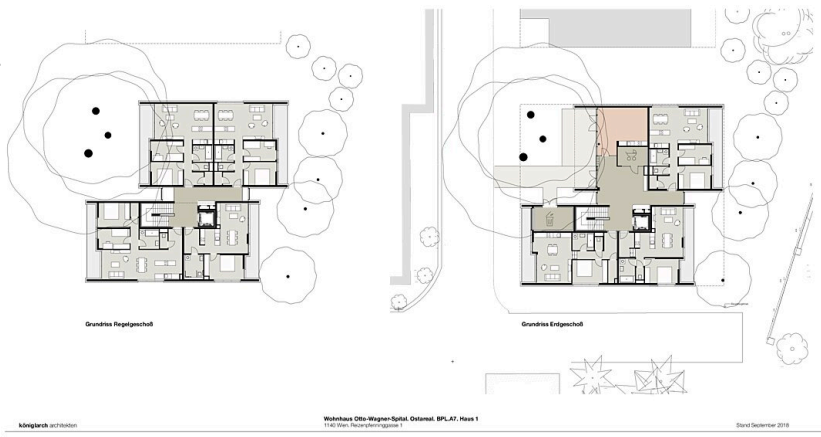 Grundriss Regelgeschoß
Grundriss Erdgeschoß
königlarch architekten
Wohnhaus Otto-Wagner-Spital. Ostareal. BPL.A7. Haus 1
1140 Wien, Reizenpfenninggasse 1
Stand September 2018